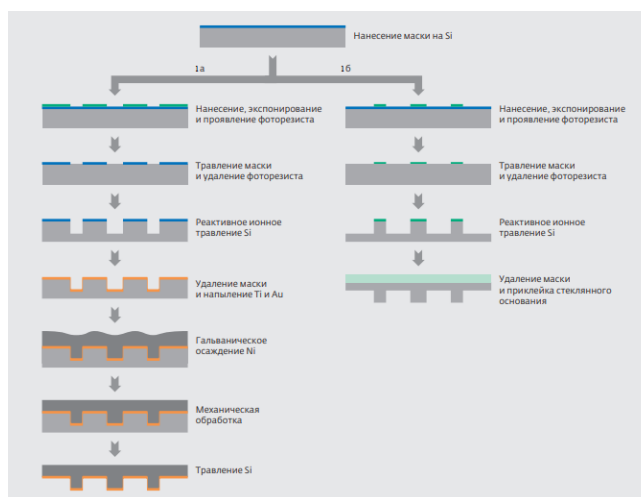 Нанесение маски на Si
1а
1б
Нанесение, экспонирование
и проявление фоторезиста
Травление маски
и удаление фоторезиста
Реактивное ионное
травление Si
Удаление маски
и напыление Ti и Au
Гальваническое
осаждение Ni
Механическая
обработка
Травление Si
Нанесение, экспонирование
и проявление фоторезиста
Травление маски
и удаление фоторезиста
Реактивное ионное
травление Si
Удаление маски
и приклейка стеклянного
основания